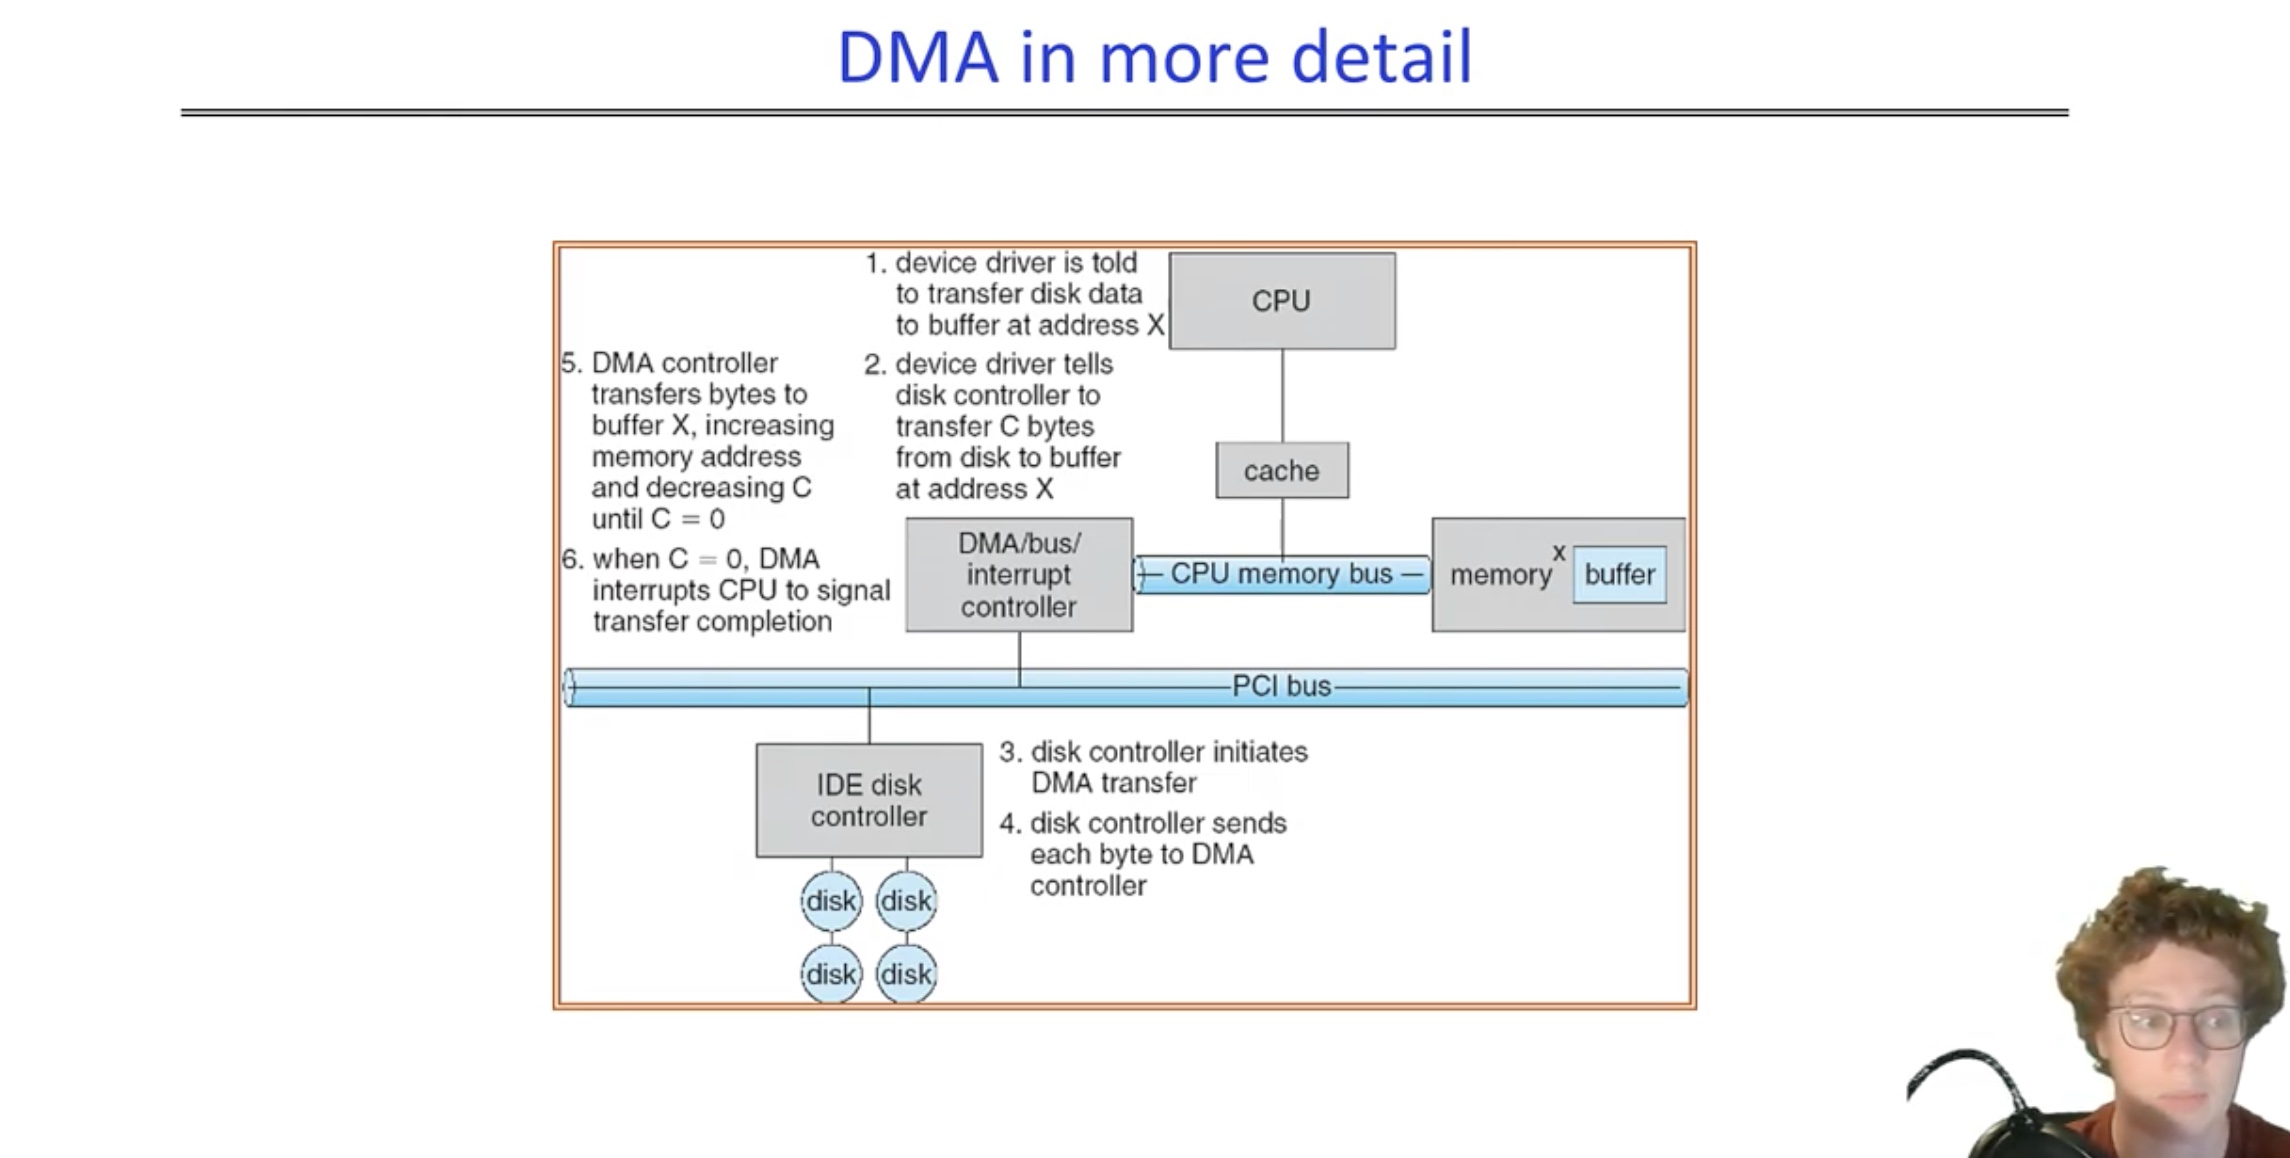 DMA in more detail
1. device driver is told
to transfer disk data
to buffer at address X
CPU
5. DMA controller
transfers bytes to
buffer X, increasing
memory address
and decreasing C
until C = 0
2. device driver tells
disk controller to
transfer C bytes
from disk to buffer
at address X
cache
6. when C = 0, DMA
interrupts CPU to signal
transfer completion
DMA/bus/
interrupt
controller
CPU memory bus
memory
x
buffer
PCI bus
IDE disk
controller
3. disk controller initiates
DMA transfer
4. disk controller sends
each byte to DMA
controller
disk
disk
disk
disk